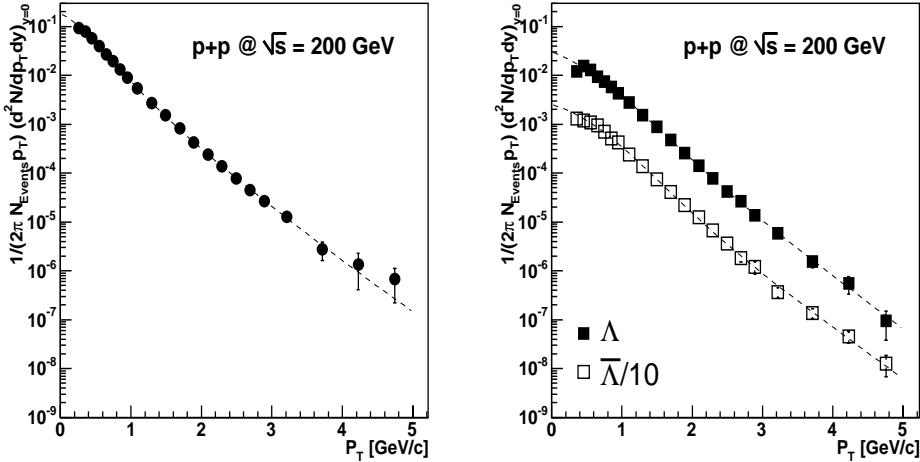 1/(2π N_Events p_T) (d²N/dp_T dy)_y=0
p+p @ √s = 200 GeV
10⁻¹
10⁻²
10⁻³
10⁻⁴
10⁻⁵
10⁻⁶
10⁻⁷
10⁻⁸
10⁻⁹
0 1 2 3 4 5
P_T [GeV/c]
1/(2π N_Events p_T) (d²N/dp_T dy)_y=0
p+p @ √s = 200 GeV
10⁻¹
10⁻²
10⁻³
10⁻⁴
10⁻⁵
10⁻⁶
10⁻⁷
10⁻⁸
10⁻⁹
Λ
Λ̅/10
0 1 2 3 4 5
P_T [GeV/c]